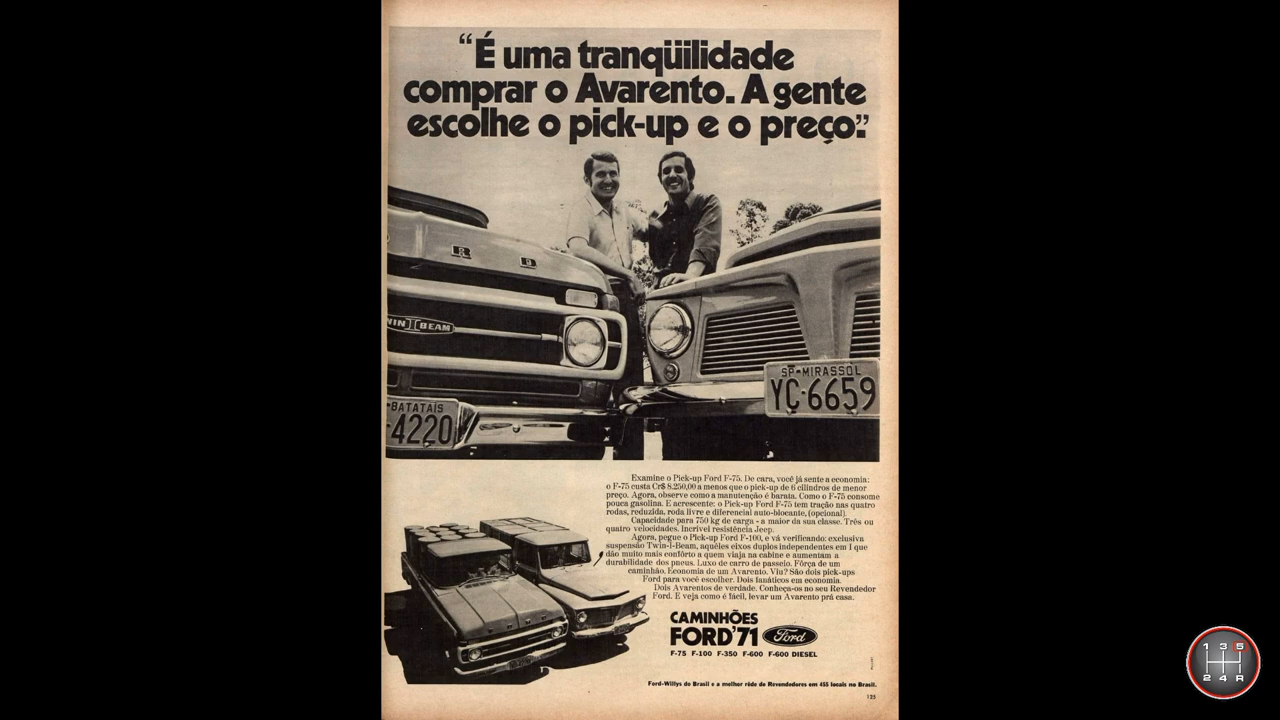 “É uma tranqüilidade
comprar o Avarento. A gente
escolhe o pick-up e o preço.”
R D
WIN I BEAM
BATATAIS
-4220
SP-MIRASSOL
YC-6659
Examine o Pick-up Ford F-75. De cara, você já sente a economia:
o F-75 custa Cr$ 8.250,00 a menos que o pick-up de 6 cilindros de menor
preço. Agora, observe como a manutenção é barata. Como o F-75 consome
pouca gasolina. E acrescente: o Pick-up Ford F-75 tem tração nas quatro
rodas, reduzida, roda livre e diferencial auto-blocante, (opcional).
Capacidade para 750 kg de carga - a maior da sua classe. Três ou
quatro velocidades. Incrível resistência Jeep.
Agora, pegue o Pick-up Ford F-100, e vá verificando: exclusiva
suspensão Twin-I-Beam, aquêles eixos duplos independentes em I que
dão muito mais confôrto a quem viaja na cabine e aumentam a
durabilidade dos pneus. Luxo de carro de passeio. Fôrça de um
caminhão. Economia de um Avarento. Viu? São dois pick-ups
Ford para você escolher. Dois fanáticos em economia.
Dois Avarentos de verdade. Conheça-os no seu Revendedor
Ford. E veja como é fácil, levar um Avarento prá casa.
CAMINHÕES
FORD'71 Ford
F-75 F-100 F-350 F-600 F-600 DIESEL
Ford-Willys do Brasil e a melhor rêde de Revendedores em 455 locais no Brasil.
125
1 3 5
2 4 R